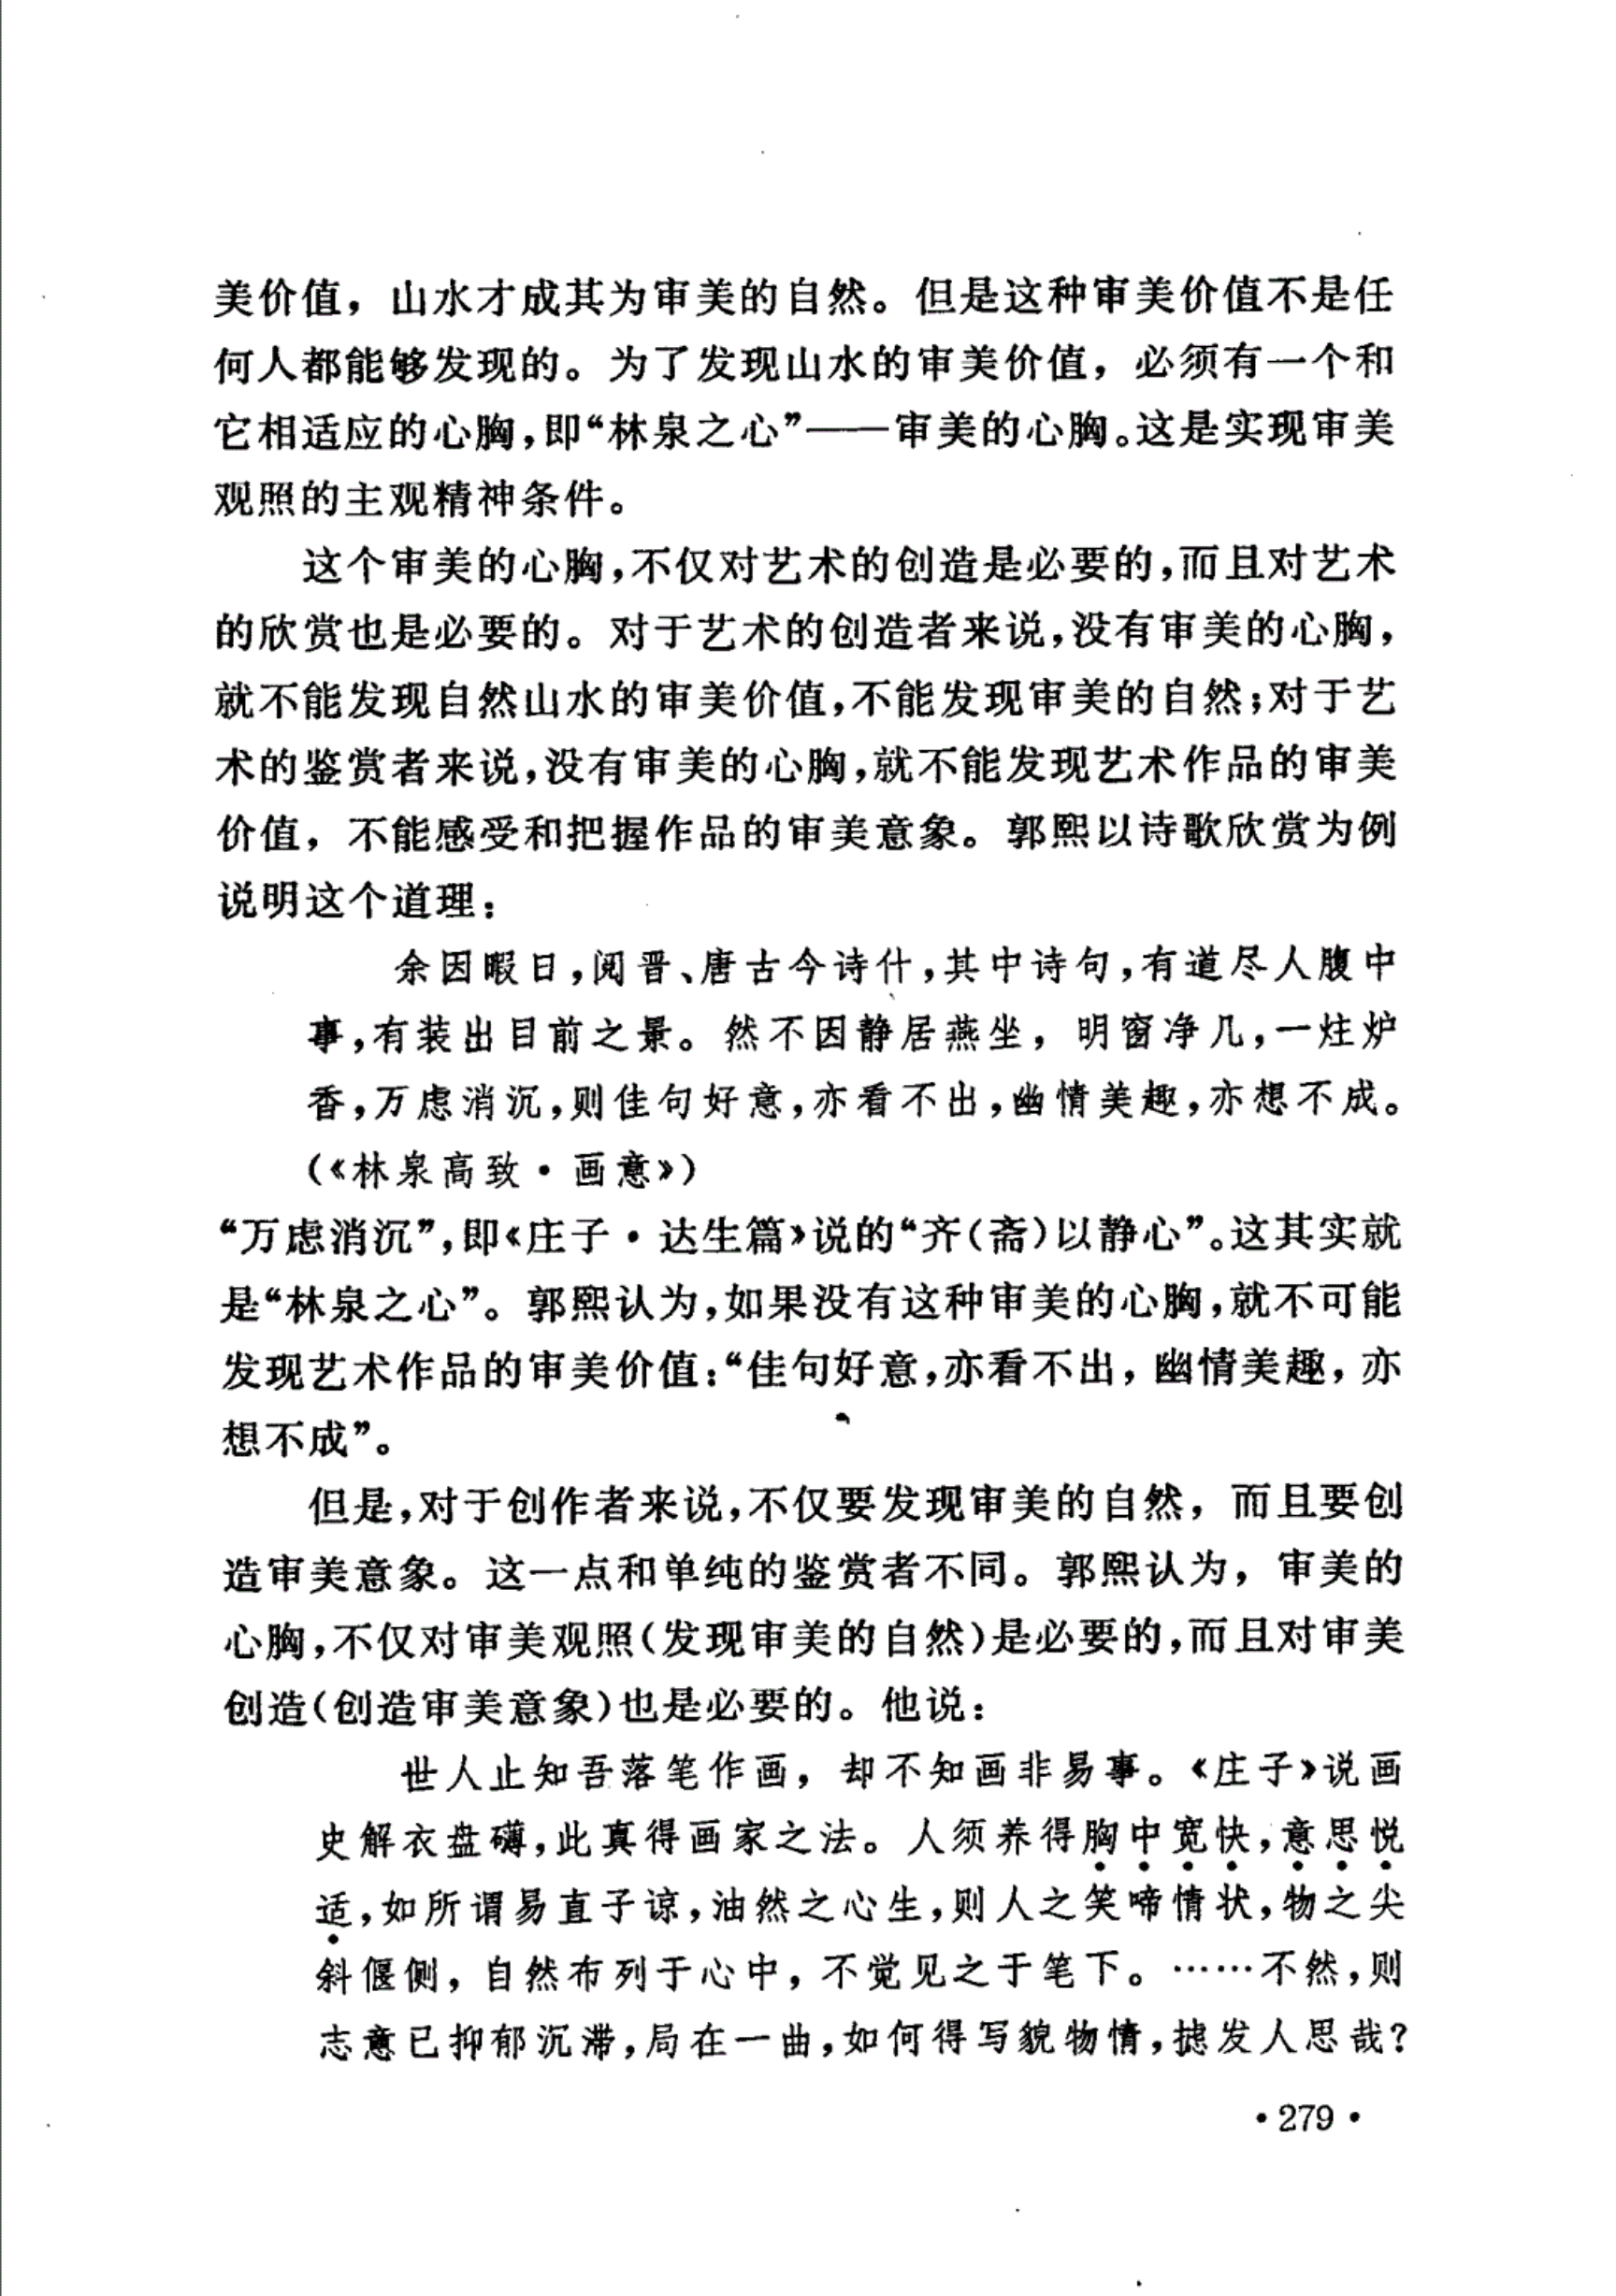 美价值，山水才成其为审美的自然。但是这种审美价值不是任
何人都能够发现的。为了发现山水的审美价值，必须有一个和
它相适应的心胸，即“林泉之心”——审美的心胸。这是实现审美
观照的主观精神条件。
这个审美的心胸，不仅对艺术的创造是必要的，而且对艺术
的欣赏也是必要的。对于艺术的创造者来说，没有审美的心胸，
就不能发现自然山水的审美价值，不能发现审美的自然；对于艺
术的鉴赏者来说，没有审美的心胸，就不能发现艺术作品的审美
价值，不能感受和把握作品的审美意象。郭熙以诗歌欣赏为例
说明这个道理：
余因暇日，阅晋、唐古今诗什，其中诗句，有道尽人腹中
事，有装出目前之景。然不因静居燕坐，明窗净几，一炷炉
香，万虑消沉，则佳句好意，亦看不出，幽情美趣，亦想不成。
（《林泉高致·画意》）
“万虑消沉”，即《庄子·达生篇》说的“齐（斋）以静心”。这其实就
是“林泉之心”。郭熙认为，如果没有这种审美的心胸，就不可能
发现艺术作品的审美价值：“佳句好意，亦看不出，幽情美趣，亦
想不成”。
但是，对于创作者来说，不仅要发现审美的自然，而且要创
造审美意象。这一点和单纯的鉴赏者不同。郭熙认为，审美的
心胸，不仅对审美观照（发现审美的自然）是必要的，而且对审美
创造（创造审美意象）也是必要的。他说：
世人止知吾落笔作画，却不知画非易事。《庄子》说画
史解衣盘礴，此真得画家之法。人须养得胸中宽快，意思悦
适，如所谓易直子谅，油然之心生，则人之笑啼情状，物之尖
斜偃侧，自然布列于心中，不觉见之于笔下。……不然，则
志意已抑郁沉滞，局在一曲，如何得写貌物情，摅发人思哉？
·279·